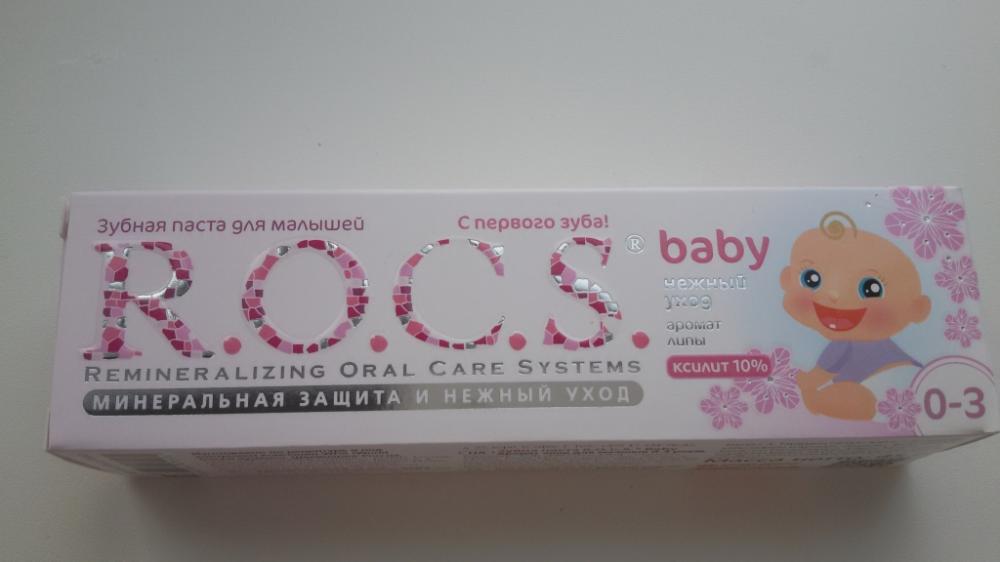 Зубная паста для малышей
С первого зуба!
R.O.C.S.®
baby
нежный
уход
аромат
липы
ксилит 10%
REMINERALIZING ORAL CARE SYSTEMS
МИНЕРАЛЬНАЯ ЗАЩИТА И НЕЖНЫЙ УХОД
0-3